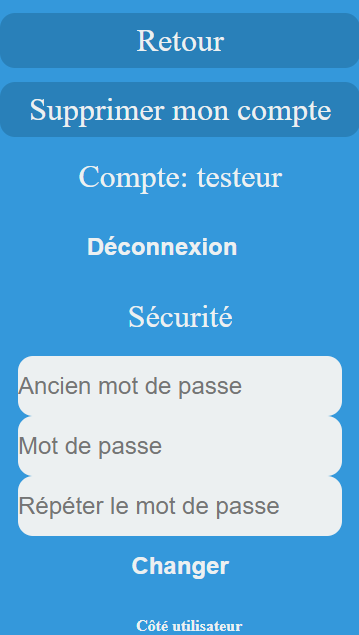 Retour
Supprimer mon compte
Compte: testeur
Déconnexion
Sécurité
Ancien mot de passe
Mot de passe
Répéter le mot de passe
Changer
Côté utilisateur